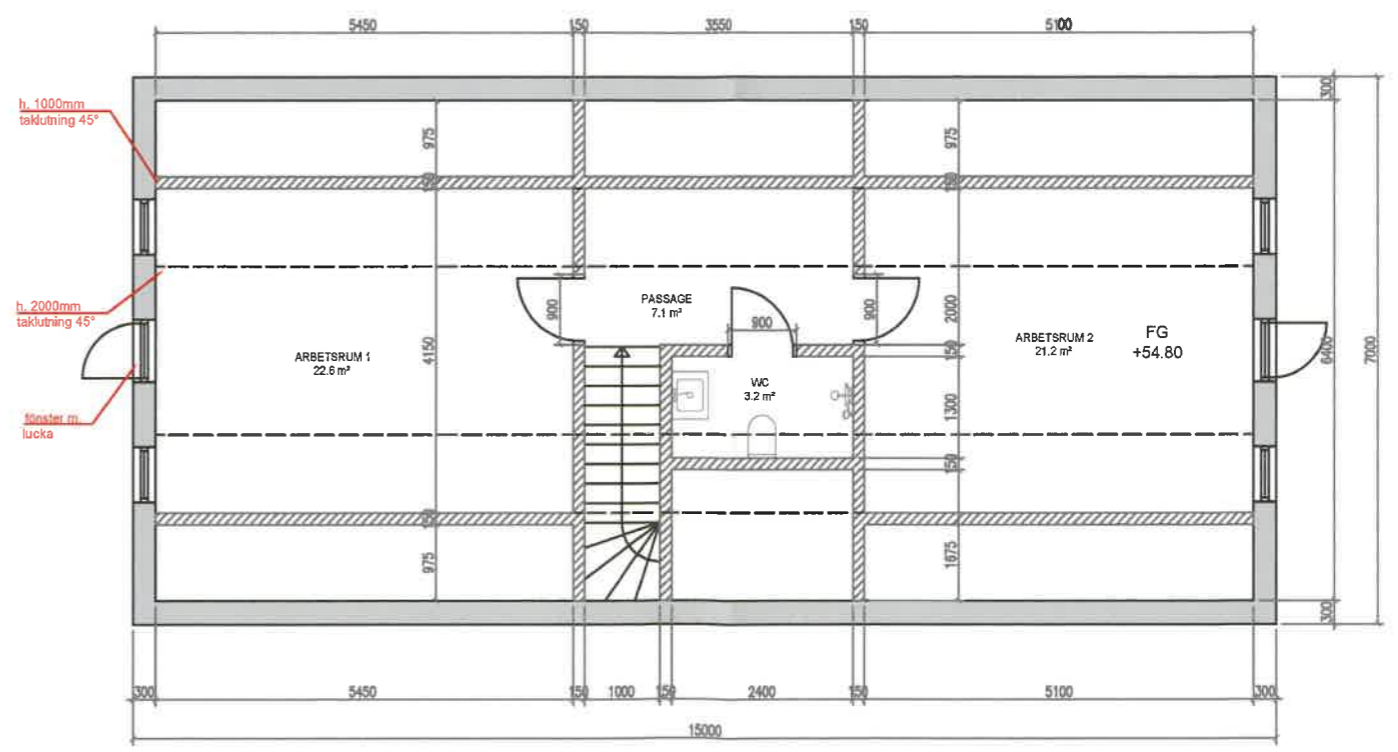 5450
150
3550
150
5100
h. 1000mm
taklutning 45°
300
975
975
150
150
h. 2000mm
taklutning 45°
900
PASSAGE
7.1 m²
900
900
2000
ARBETSRUM 1
22.6 m²
4150
ARBETSRUM 2
21.2 m²
FG
+54.80
6400
7000
150
WC
3.2 m²
1300
fönster m.
lucka
150
150
975
1675
300
300
5450
150
1000
150
2400
150
5100
300
15000